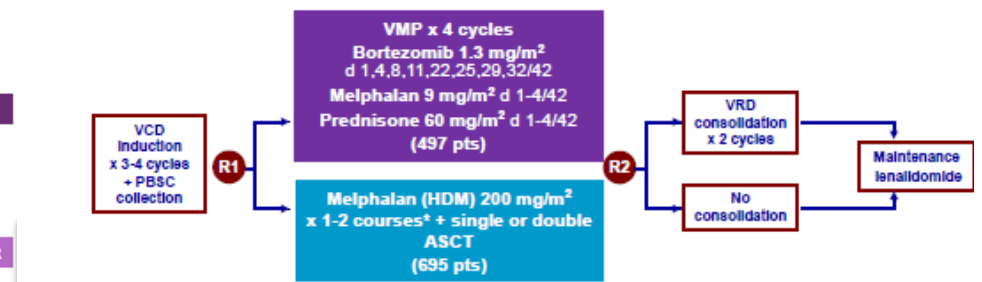 VCD
Induction
x 3-4 cycles
+ PBSC
collection
R1
VMP x 4 cycles
Bortezomib 1.3 mg/m²
d 1,4,8,11,22,25,29,32/42
Melphalan 9 mg/m² d 1-4/42
Prednisone 60 mg/m² d 1-4/42
(497 pts)
Melphalan (HDM) 200 mg/m²
x 1-2 courses* + single or double
ASCT
(695 pts)
R2
VRD
consolidation
x 2 cycles
No
consolidation
Maintenance
lenalidomide